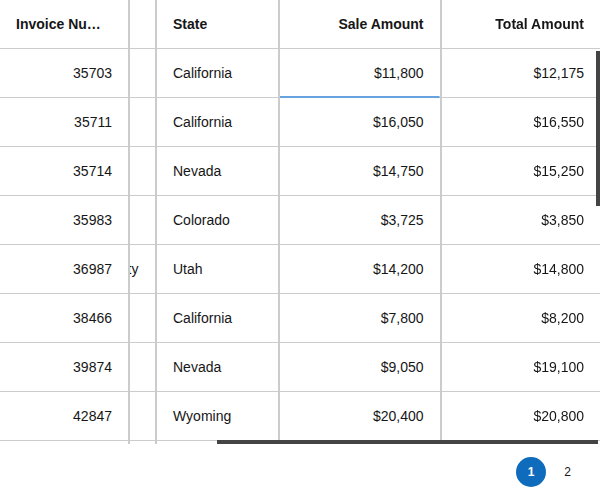 Invoice Nu… State Sale Amount Total Amount
35703 California $11,800 $12,175
35711 California $16,050 $16,550
35714 Nevada $14,750 $15,250
35983 Colorado $3,725 $3,850
36987 ty Utah $14,200 $14,800
38466 California $7,800 $8,200
39874 Nevada $9,050 $19,100
42847 Wyoming $20,400 $20,800
1 2